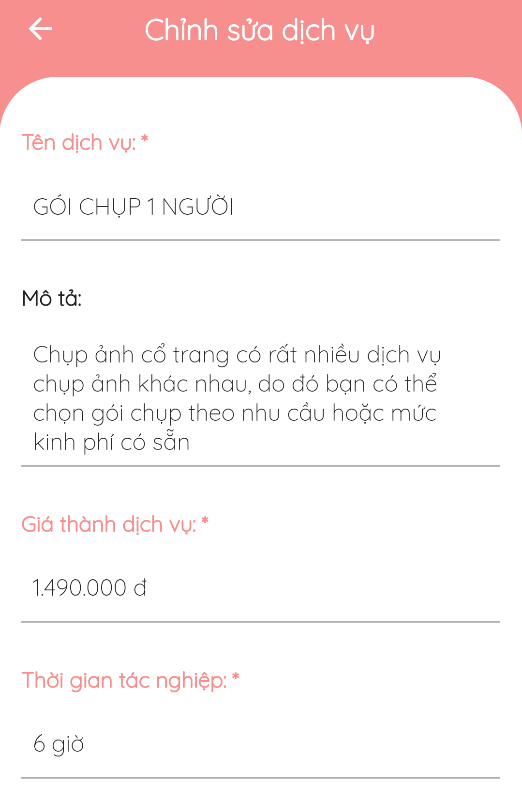 Chỉnh sửa dịch vụ
Tên dịch vụ: *
GÓI CHỤP 1 NGƯỜI
Mô tả:
Chụp ảnh cổ trang có rất nhiều dịch vụ
chụp ảnh khác nhau, do đó bạn có thể
chọn gói chụp theo nhu cầu hoặc mức
kinh phí có sẵn
Giá thành dịch vụ: *
1.490.000 đ
Thời gian tác nghiệp: *
6 giờ